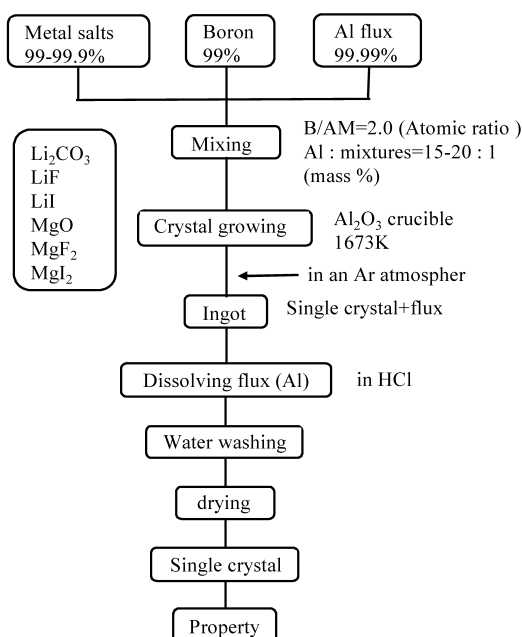 Metal salts
99-99.9%
Boron
99%
Al flux
99.99%
Mixing
B/AM=2.0 (Atomic ratio )
Al : mixtures=15-20 : 1
(mass %)
Li₂CO₃
LiF
LiI
MgO
MgF₂
MgI₂
Crystal growing
Al₂O₃ crucible
1673K
in an Ar atmospher
Ingot
Single crystal+flux
Dissolving flux (Al)
in HCl
Water washing
drying
Single crystal
Property